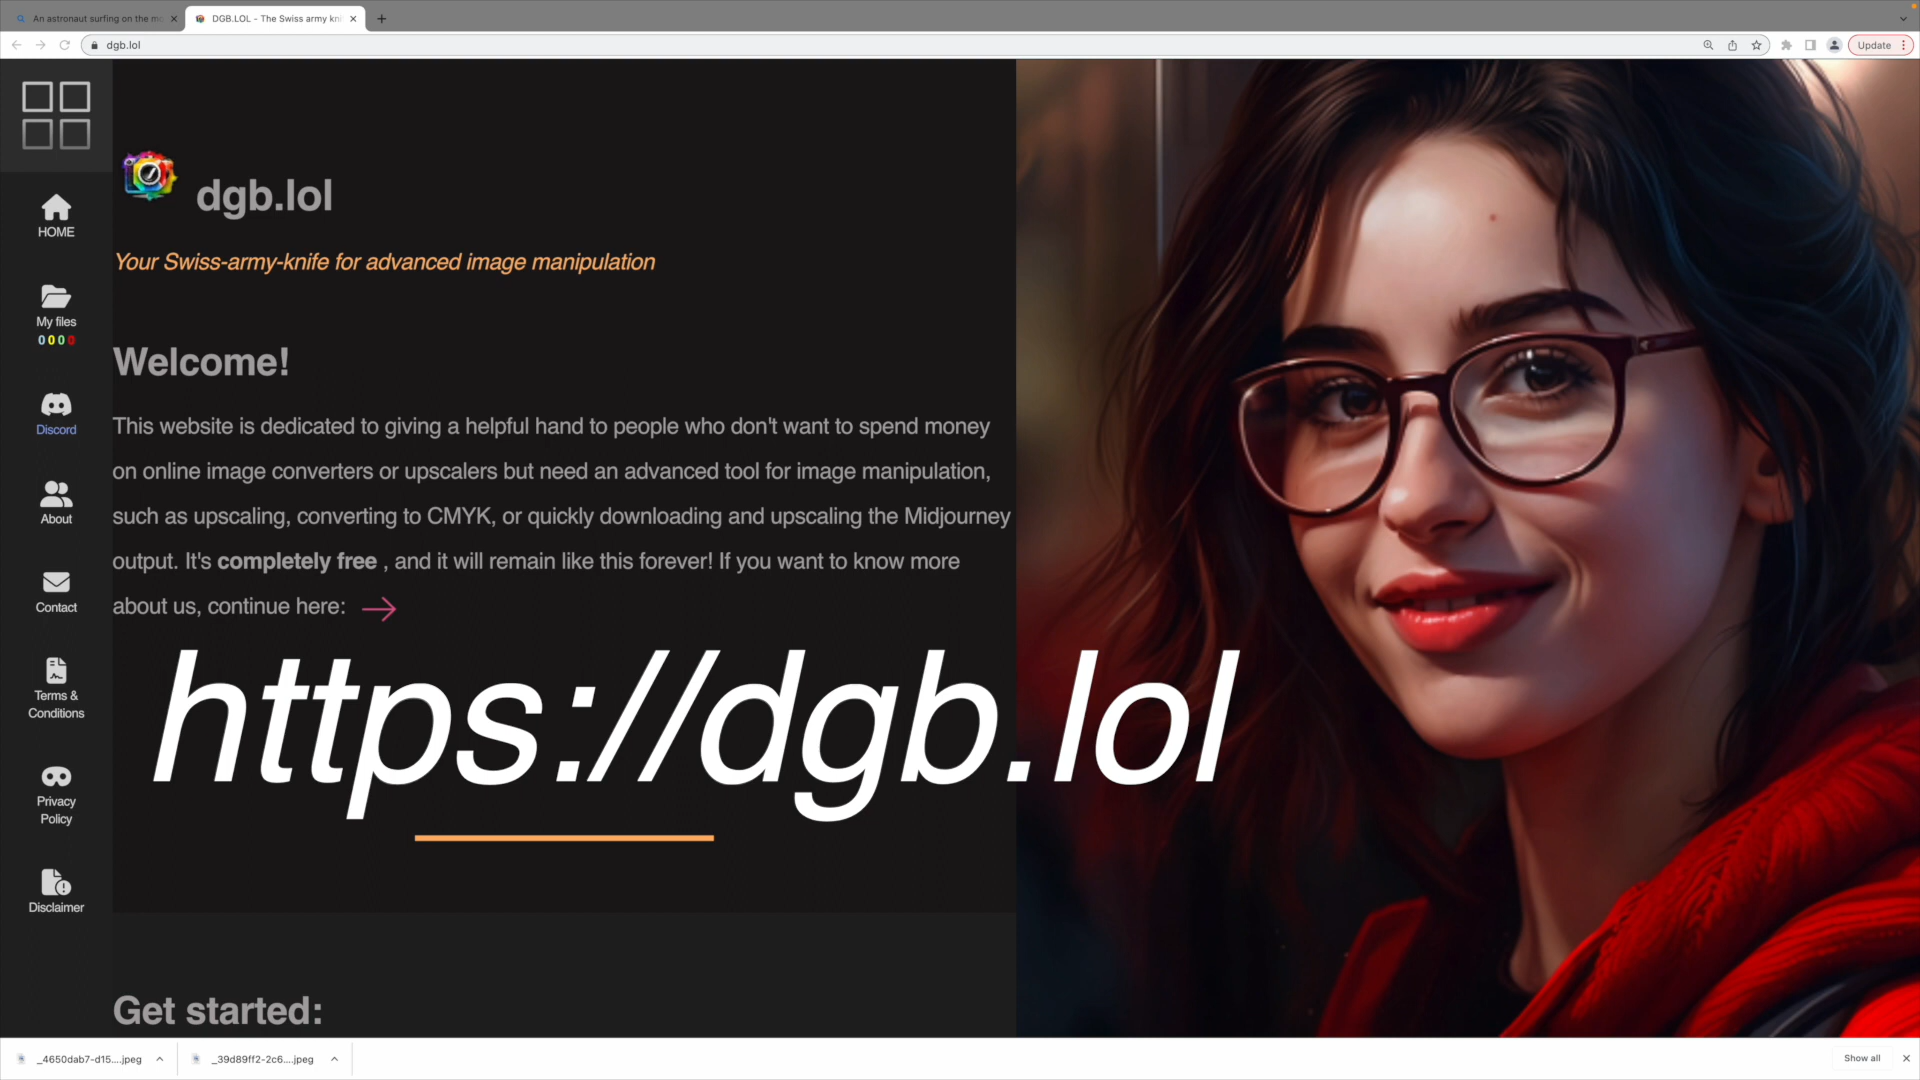 An astronaut surfing on the mo
DGB.LOL - The Swiss army kni
dgb.lol
Update
dgb.lol
Your Swiss-army-knife for advanced image manipulation
HOME
My files
0 0 0 0
Discord
About
Contact
Terms &
Conditions
Privacy
Policy
Disclaimer
Welcome!
This website is dedicated to giving a helpful hand to people who don't want to spend money
on online image converters or upscalers but need an advanced tool for image manipulation,
such as upscaling, converting to CMYK, or quickly downloading and upscaling the Midjourney
output. It's completely free , and it will remain like this forever! If you want to know more
about us, continue here:
https://dgb.lol
Get started:
_4650dab7-d15....jpeg
_39d89ff2-2c6....jpeg
Show all